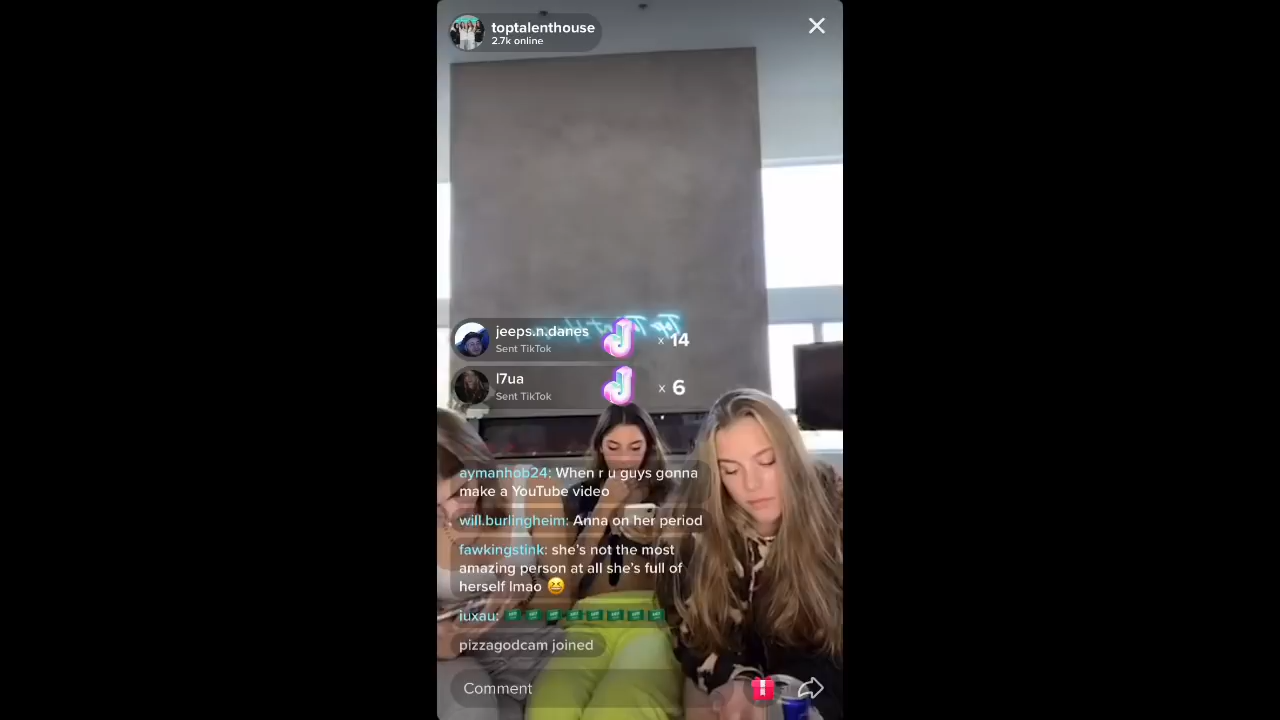 toptalenthouse
2.7k online
Top
jeeps.n.danes
Sent TikTok
x 14
l7ua
Sent TikTok
x 6
aymanhob24: When r u guys gonna
make a YouTube video
will.burlingheim: Anna on her period
fawkingstink: she's not the most
amazing person at all she's full of
herself lmao 😆
iuxau: 🇸🇦🇸🇦🇸🇦🇸🇦🇸🇦🇸🇦🇸🇦🇸🇦
pizzagodcam joined
Comment